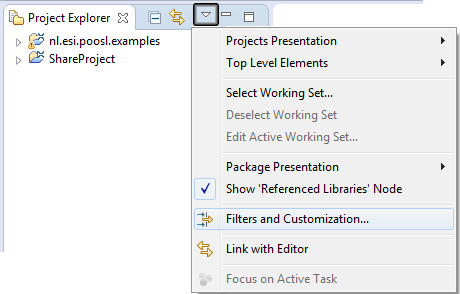 Project Explorer
nl.esi.poosl.examples
ShareProject
Projects Presentation
Top Level Elements
Select Working Set...
Deselect Working Set
Edit Active Working Set...
Package Presentation
Show 'Referenced Libraries' Node
Filters and Customization...
Link with Editor
Focus on Active Task